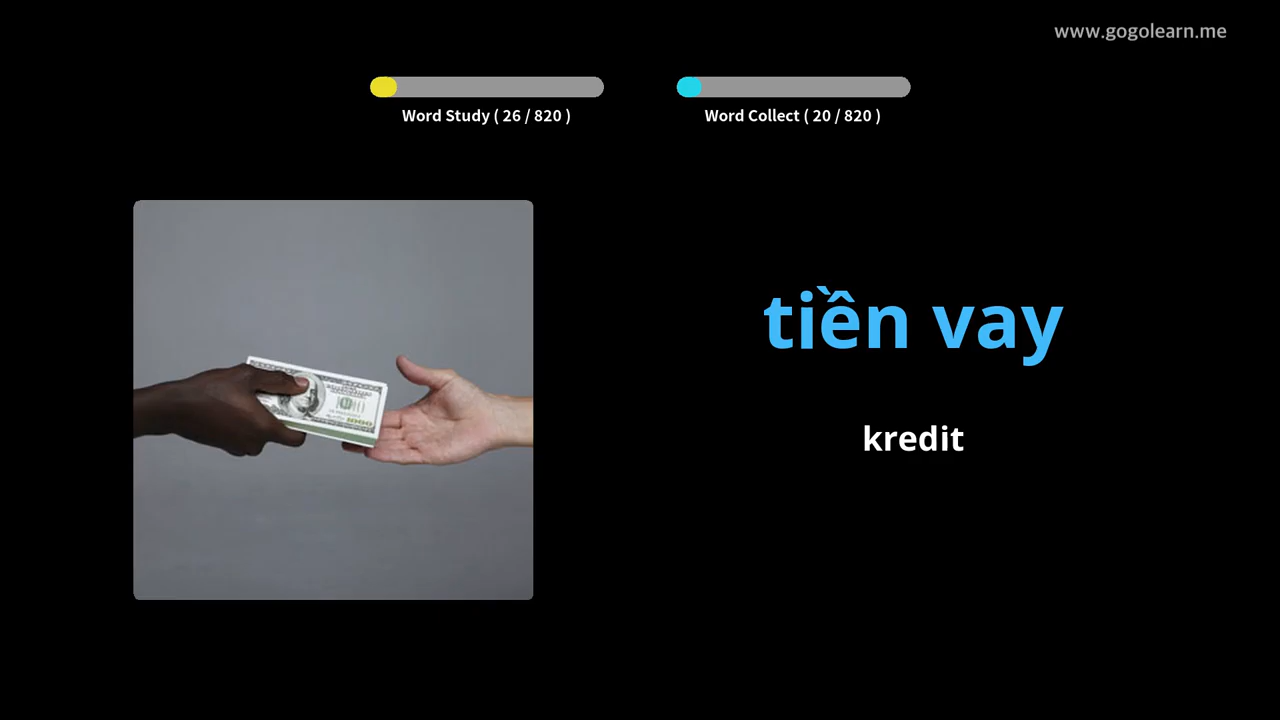 www.gogolearn.me
Word Study ( 26 / 820 )
Word Collect ( 20 / 820 )
tiền vay
kredit